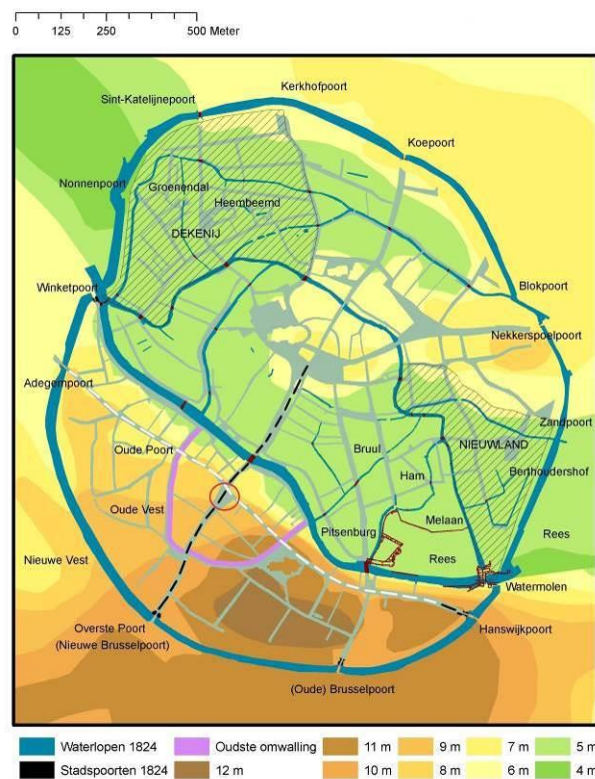 0 125 250 500 Meter
Kerkhofpoort
Sint-Katelijnepoort
Koepoort
Nonnenpoort
Groenendal
Heembeemd
DEKENIJ
Winketpoort
Blokpoort
Nekkerspoelpoort
Adegempoort
Zandpoort
Oude Poort
Bruul
NIEUWLAND
Ham
Berthoudershof
Oude Vest
Pitsenburg
Melaan
Rees
Rees
Nieuwe Vest
Watermolen
Overste Poort
(Nieuwe Brusselpoort)
Hanswijkpoort
(Oude) Brusselpoort
Waterlopen 1824 Oudste omwalling 11 m 9 m 7 m 5 m
Stadspoorten 1824 12 m 10 m 8 m 6 m 4 m